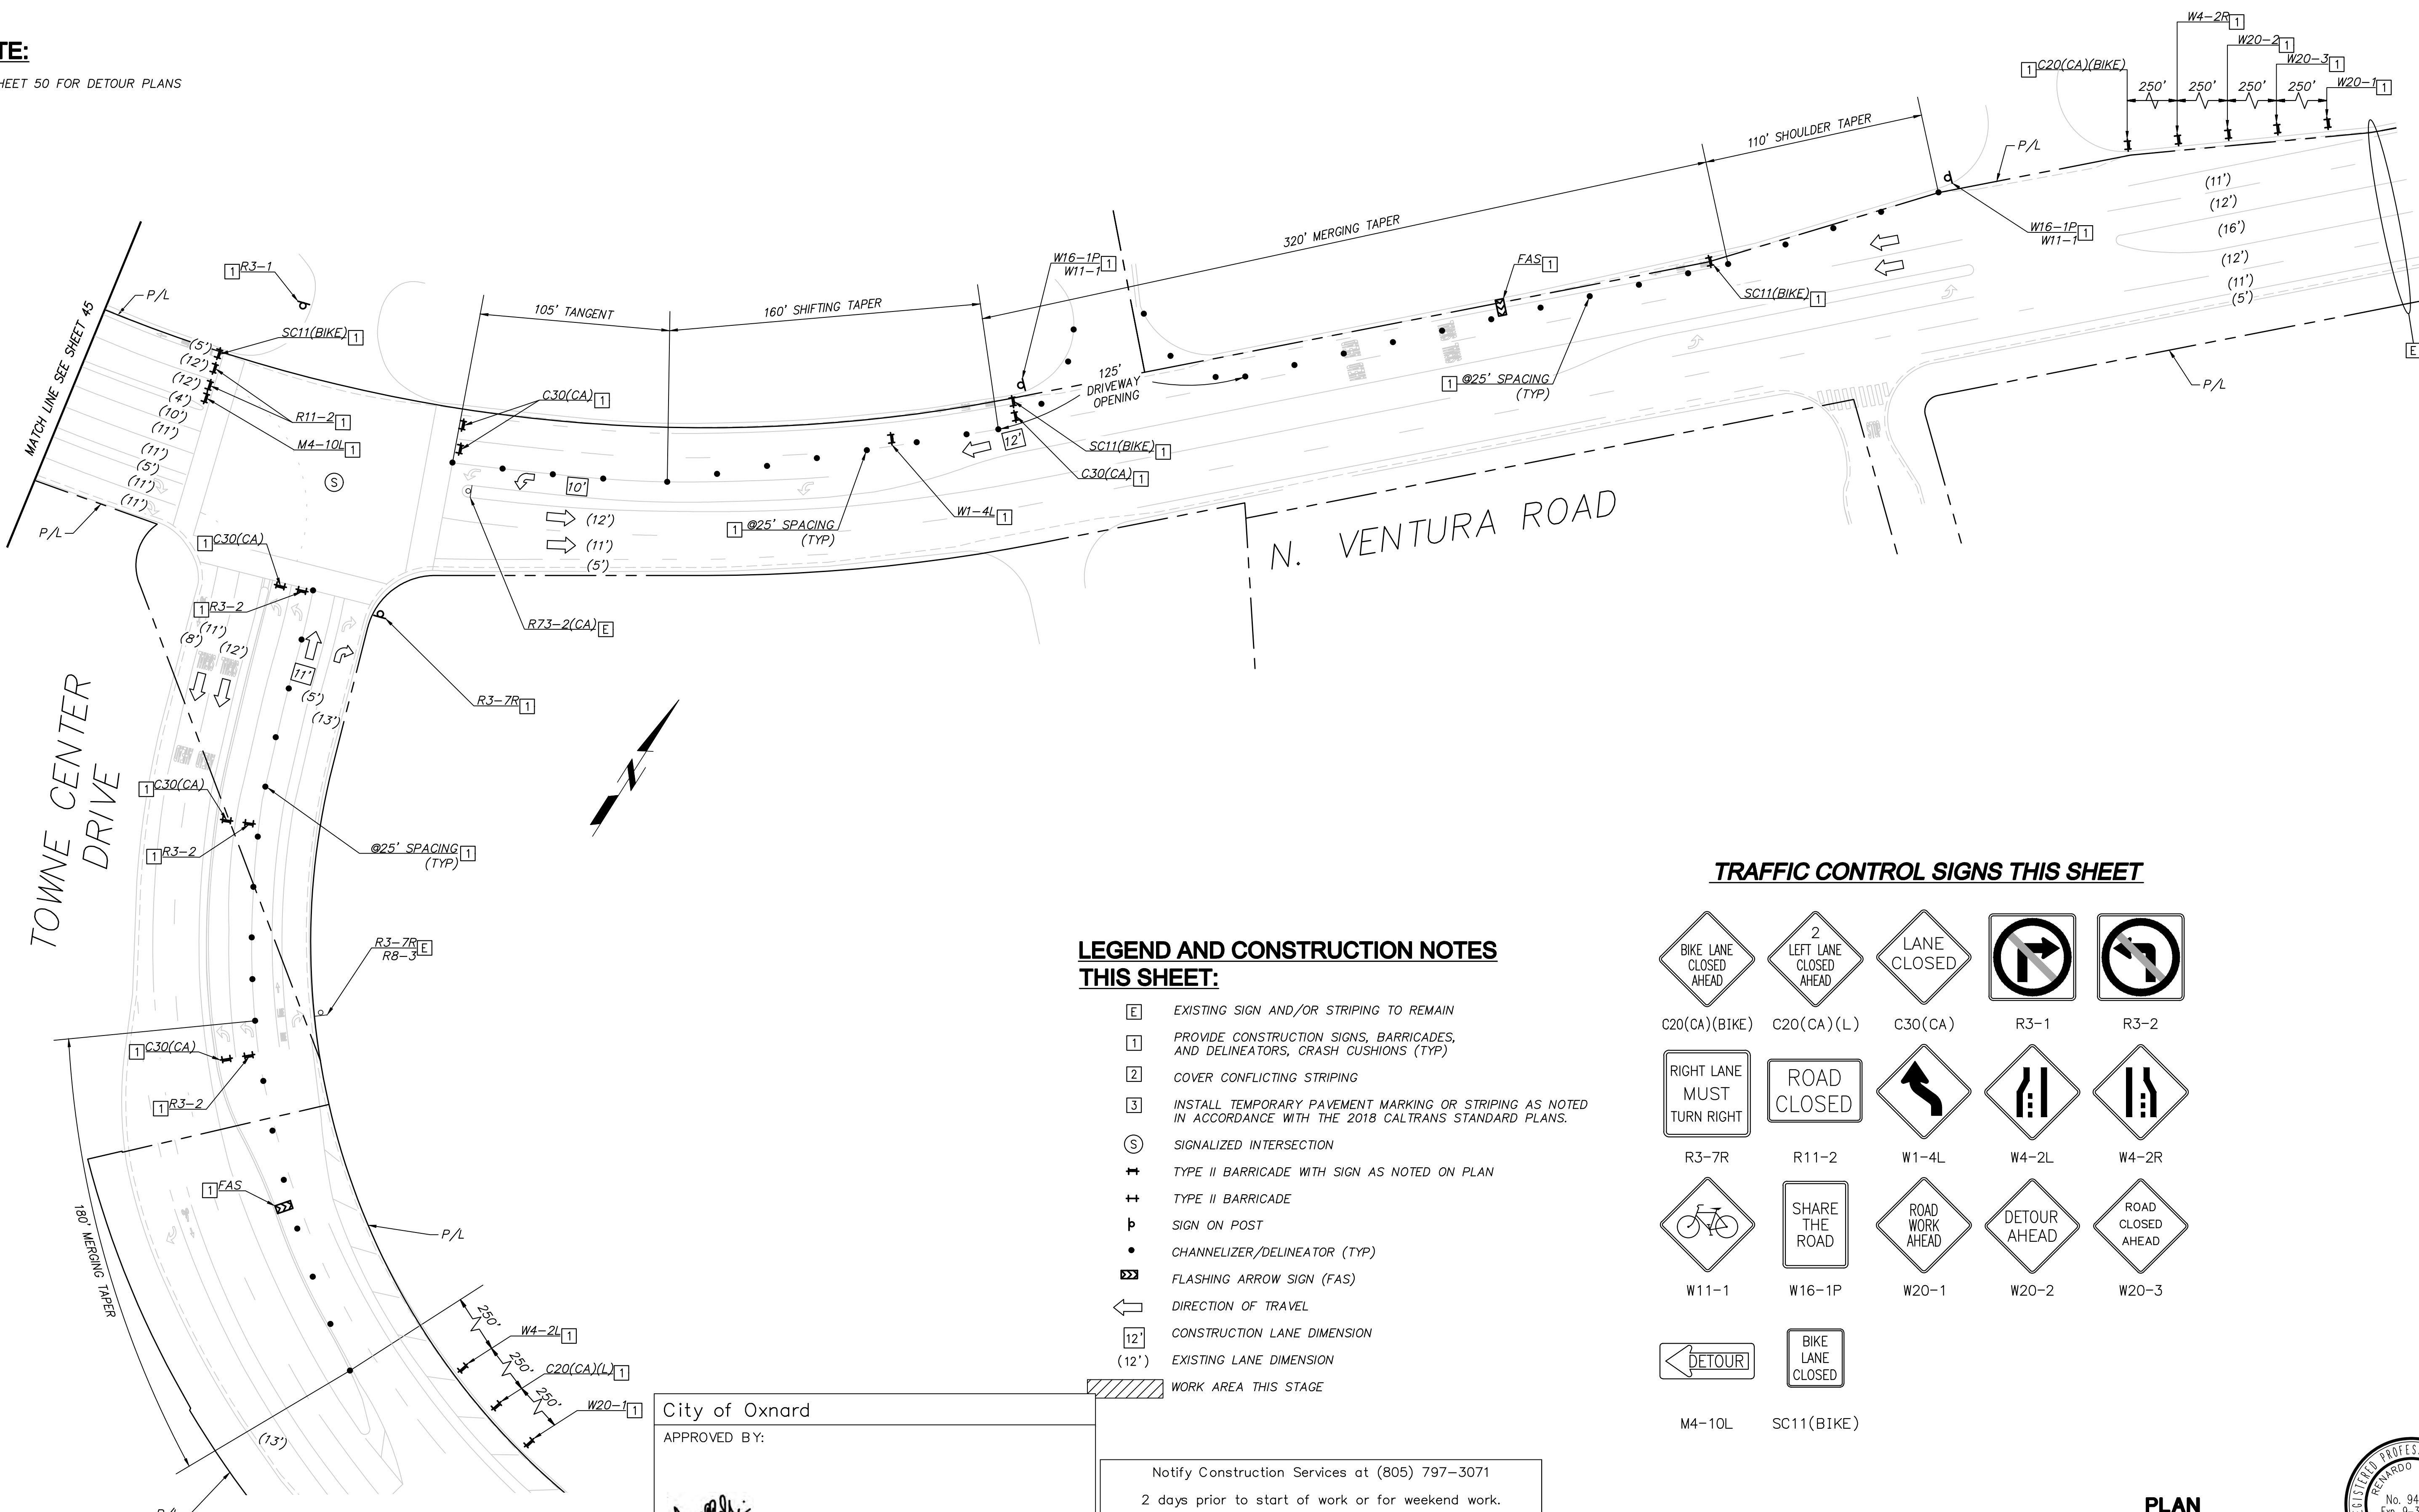 TE:
HEET 50 FOR DETOUR PLANS
W4-2R 1
W20-2 1
1 C20(CA)(BIKE)
W20-3 1
W20-1 1
250' 250' 250' 250'
110' SHOULDER TAPER
P/L
(11')
(12')
(16')
(12')
(11')
(5')
W16-1P 1
W11-1
E
P/L
320' MERGING TAPER
FAS 1
SC11(BIKE) 1
W16-1P 1
W11-1
1 R3-1
P/L
MATCH LINE SEE SHEET 45
105' TANGENT
160' SHIFTING TAPER
SC11(BIKE) 1
(5')
(12')
(12')
(4')
(10')
(11')
(11')
(5')
(11')
(11')
R11-2 1
M4-10L 1
S
C30(CA) 1
125'
DRIVEWAY
OPENING
1 @25' SPACING
(TYP)
12'
SC11(BIKE) 1
C30(CA) 1
10'
W1-4L 1
1 @25' SPACING
(TYP)
(12')
(11')
(5')
N. VENTURA ROAD
P/L
1 C30(CA)
1 R3-2
R73-2(CA) E
(11')
(8')
(12')
11'
(5')
(13')
R3-7R 1
TOWNE CENTER
DRIVE
1 C30(CA)
1 R3-2
@25' SPACING 1
(TYP)
R3-7R E
R8-3
1 C30(CA)
1 R3-2
1 FAS
180' MERGING TAPER
P/L
250'
W4-2L 1
250'
C20(CA)(L) 1
250'
W20-1 1
(13')
LEGEND AND CONSTRUCTION NOTES
THIS SHEET:
E EXISTING SIGN AND/OR STRIPING TO REMAIN
1 PROVIDE CONSTRUCTION SIGNS, BARRICADES,
AND DELINEATORS, CRASH CUSHIONS (TYP)
2 COVER CONFLICTING STRIPING
3 INSTALL TEMPORARY PAVEMENT MARKING OR STRIPING AS NOTED
IN ACCORDANCE WITH THE 2018 CALTRANS STANDARD PLANS.
S SIGNALIZED INTERSECTION
TYPE II BARRICADE WITH SIGN AS NOTED ON PLAN
TYPE II BARRICADE
SIGN ON POST
CHANNELIZER/DELINEATOR (TYP)
FLASHING ARROW SIGN (FAS)
DIRECTION OF TRAVEL
12' CONSTRUCTION LANE DIMENSION
(12') EXISTING LANE DIMENSION
WORK AREA THIS STAGE
TRAFFIC CONTROL SIGNS THIS SHEET
BIKE LANE
CLOSED
AHEAD
2
LEFT LANE
CLOSED
AHEAD
LANE
CLOSED
C20(CA)(BIKE) C20(CA)(L) C30(CA) R3-1 R3-2
RIGHT LANE
MUST
TURN RIGHT
ROAD
CLOSED
R3-7R R11-2 W1-4L W4-2L W4-2R
SHARE
THE
ROAD
ROAD
WORK
AHEAD
DETOUR
AHEAD
ROAD
CLOSED
AHEAD
W11-1 W16-1P W20-1 W20-2 W20-3
DETOUR
BIKE
LANE
CLOSED
M4-10L SC11(BIKE)
City of Oxnard
APPROVED BY:
Notify Construction Services at (805) 797-3071
2 days prior to start of work or for weekend work.
PLAN
No. 94